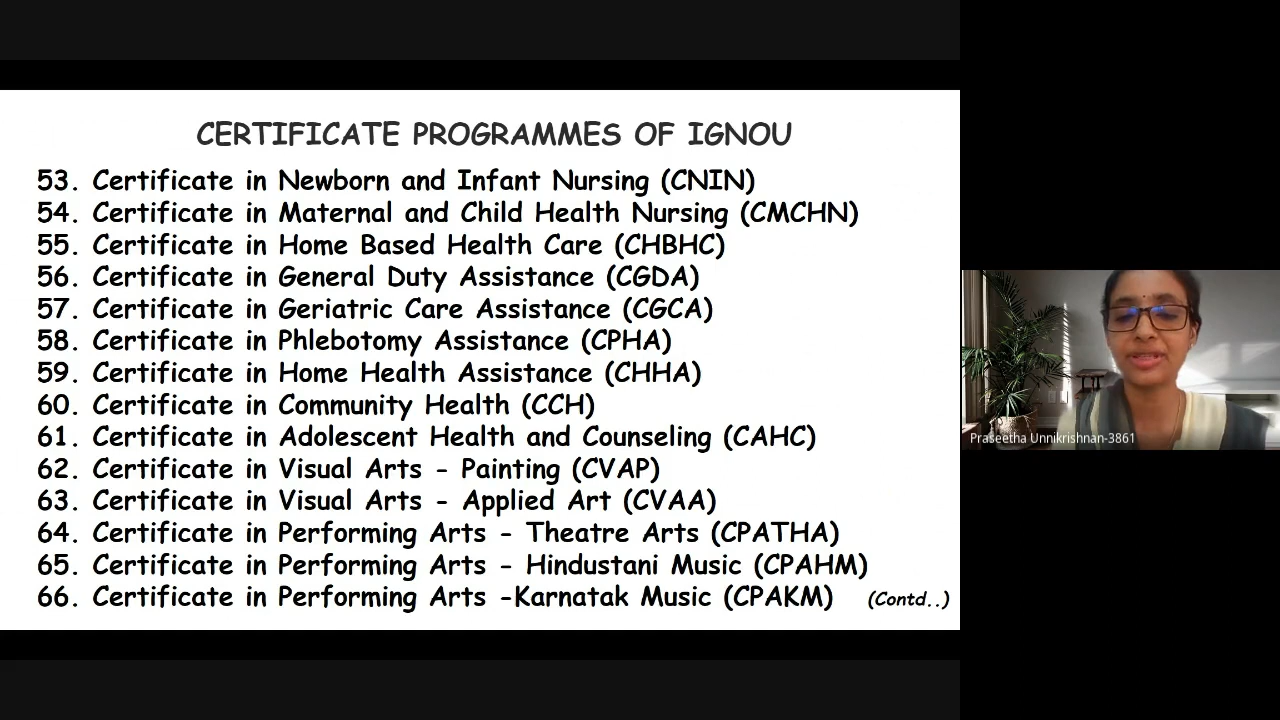 CERTIFICATE PROGRAMMES OF IGNOU
53. Certificate in Newborn and Infant Nursing (CNIN)
54. Certificate in Maternal and Child Health Nursing (CMCHN)
55. Certificate in Home Based Health Care (CHBHC)
56. Certificate in General Duty Assistance (CGDA)
57. Certificate in Geriatric Care Assistance (CGCA)
58. Certificate in Phlebotomy Assistance (CPHA)
59. Certificate in Home Health Assistance (CHHA)
60. Certificate in Community Health (CCH)
61. Certificate in Adolescent Health and Counseling (CAHC)
62. Certificate in Visual Arts - Painting (CVAP)
63. Certificate in Visual Arts - Applied Art (CVAA)
64. Certificate in Performing Arts - Theatre Arts (CPATHA)
65. Certificate in Performing Arts - Hindustani Music (CPAHM)
66. Certificate in Performing Arts -Karnatak Music (CPAKM) (Contd..)
Praseetha Unnikrishnan-3861